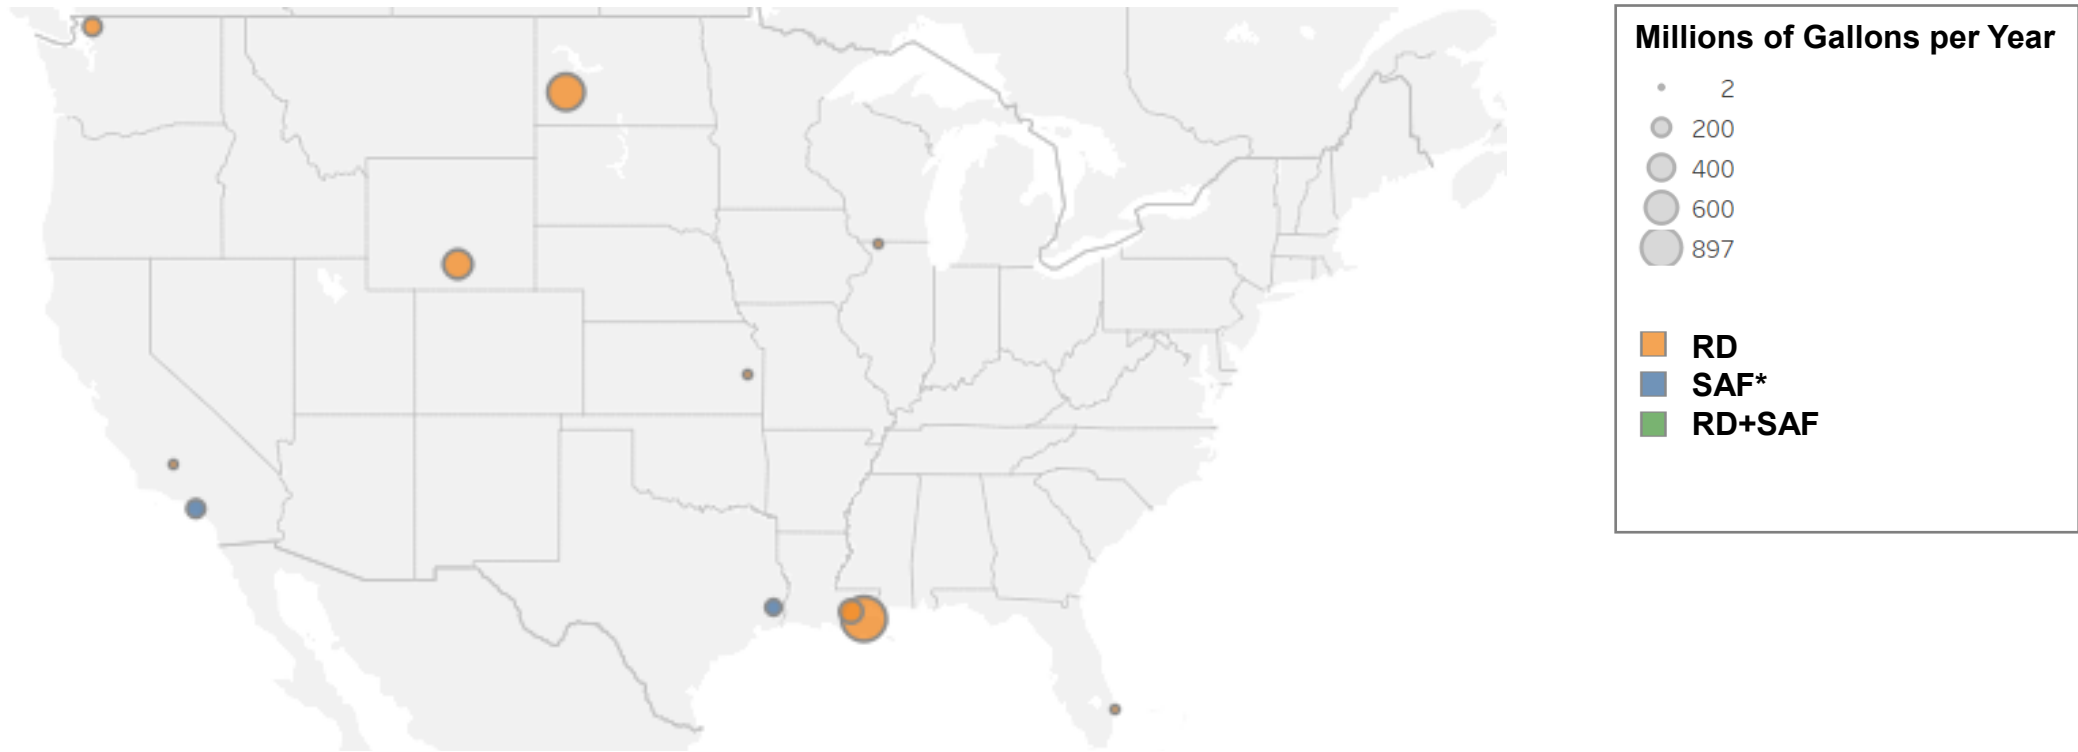 Millions of Gallons per Year
2
200
400
600
897
RD
SAF*
RD+SAF